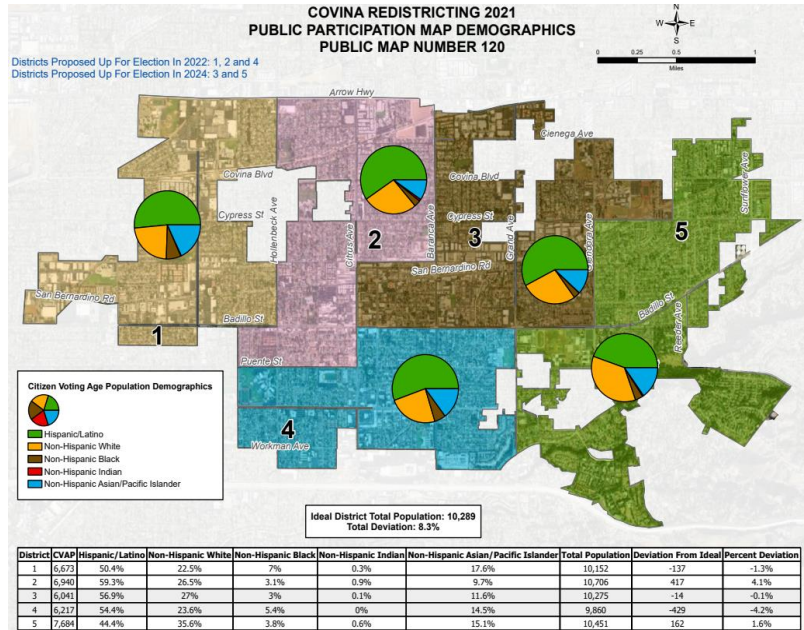 COVINA REDISTRICTING 2021
PUBLIC PARTICIPATION MAP DEMOGRAPHICS
PUBLIC MAP NUMBER 120
Districts Proposed Up For Election In 2022: 1, 2 and 4
Districts Proposed Up For Election In 2024: 3 and 5
N
W E
S
0 0.25 0.5 1
Miles
Arrow Hwy
Cienega Ave
Covina Blvd
Covina Blvd
Cypress St
Cypress St
Hollenbeck Ave
Citrus Ave
Barranca Ave
Grand Ave
Sunflower Ave
2
3
5
San Bernardino Rd
San Bernardino Rd
Badillo St
Badillo St
Reeder Ave
1
Puente St
4
Workman Ave
Citizen Voting Age Population Demographics
Hispanic/Latino
Non-Hispanic White
Non-Hispanic Black
Non-Hispanic Indian
Non-Hispanic Asian/Pacific Islander
Ideal District Total Population: 10,289
Total Deviation: 8.3%
District CVAP Hispanic/Latino Non-Hispanic White Non-Hispanic Black Non-Hispanic Indian Non-Hispanic Asian/Pacific Islander Total Population Deviation From Ideal Percent Deviation
1 6,673 50.4% 22.5% 7% 0.3% 17.6% 10,152 -137 -1.3%
2 6,940 59.3% 26.5% 3.1% 0.9% 9.7% 10,706 417 4.1%
3 6,041 56.9% 27% 3% 0.1% 11.6% 10,275 -14 -0.1%
4 6,217 54.4% 23.6% 5.4% 0% 14.5% 9,860 -429 -4.2%
5 7,684 44.4% 35.6% 3.8% 0.6% 15.1% 10,451 162 1.6%